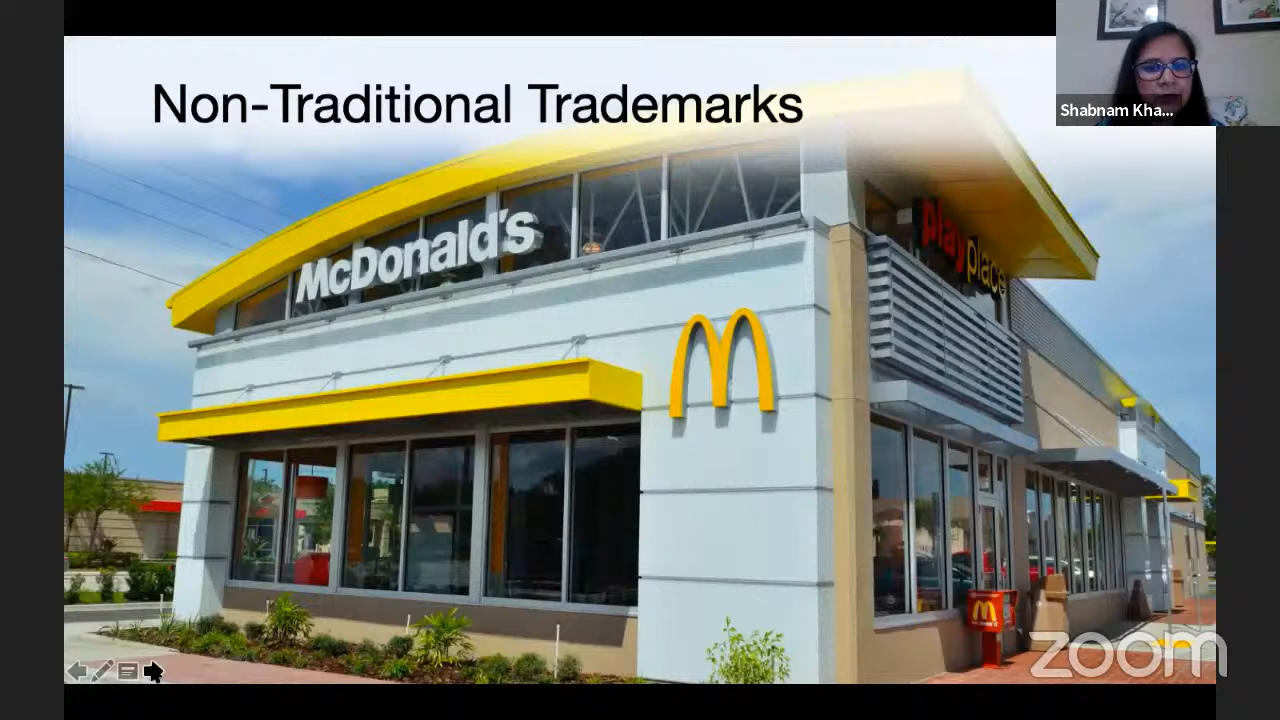 Non-Traditional Trademarks
Shabnam Kha...
McDonald's
playplace
M
zoom